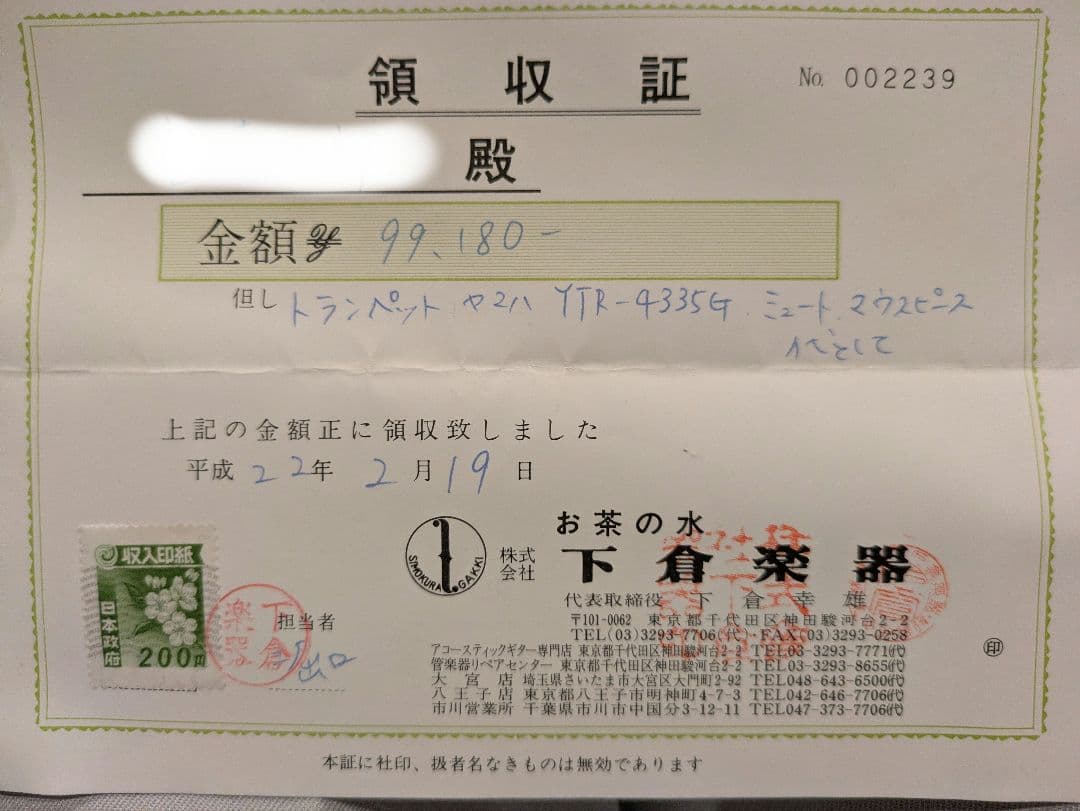 領収証
No. 002239
殿
金額 ¥ 99,180-
但し トランペット ヤマハ YTR-4335G、ミュート、マウスピース
代として
上記の金額正に領収致しました
平成 22年 2月 19日
収入印紙
日本政府
200円
下倉楽器
担当者
SIMOKURA GAKKI
株式会社
お茶の水
下倉楽器
代表取締役 下倉幸雄
〒101-0062 東京都千代田区神田駿河台2-2
TEL(03)3293-7706(代)・FAX(03)3293-0258
アコースティックギター専門店 東京都千代田区神田駿河台2-2 TEL03-3293-7771(代)
管楽器リペアセンター 東京都千代田区神田駿河台2-2 TEL03-3293-8655(代)
大宮店 埼玉県さいたま市大宮区大門町2-92 TEL048-643-6500(代)
八王子店 東京都八王子市明神町4-7-3 TEL042-646-7706(代)
市川営業所 千葉県市川市中国分3-12-11 TEL047-373-7706(代)
印
本証に社印、扱者名なきものは無効であります